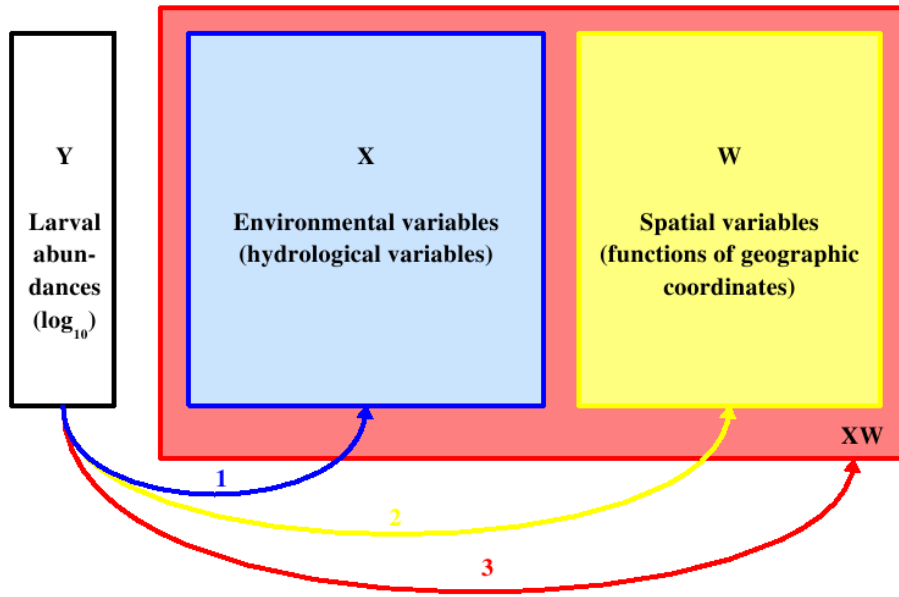 Y
Larval
abun-
dances
(log10)
X
Environmental variables
(hydrological variables)
W
Spatial variables
(functions of geographic
coordinates)
XW
1
2
3